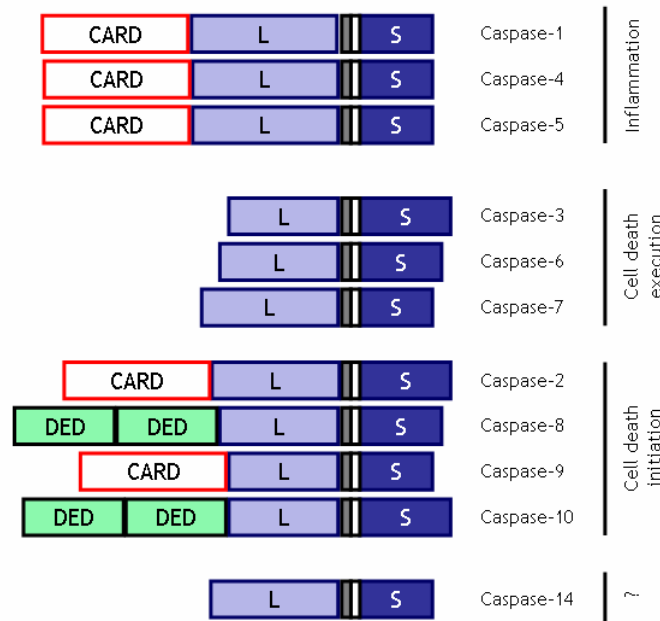 CARD L S Caspase-1
CARD L S Caspase-4
CARD L S Caspase-5
Inflammation
L S Caspase-3
L S Caspase-6
L S Caspase-7
Cell death
execution
CARD L S Caspase-2
DED DED L S Caspase-8
CARD L S Caspase-9
DED DED L S Caspase-10
Cell death
initiation
L S Caspase-14
?